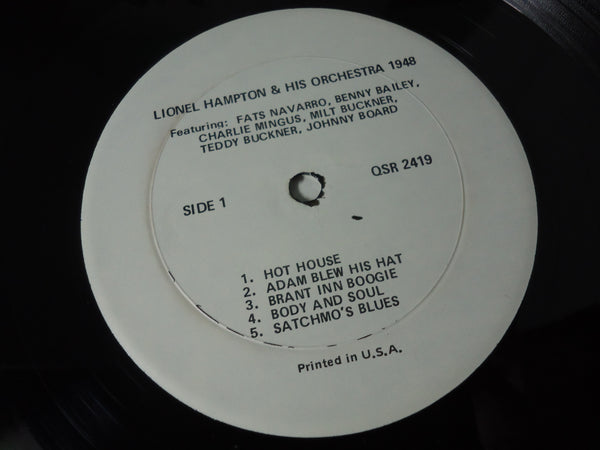 LIONEL HAMPTON & HIS ORCHESTRA 1948
Featuring: FATS NAVARRO, BENNY BAILEY,
CHARLIE MINGUS, MILT BUCKNER,
TEDDY BUCKNER, JOHNNY BOARD
SIDE 1
QSR 2419
1. HOT HOUSE
2. ADAM BLEW HIS HAT
3. BRANT INN BOOGIE
4. BODY AND SOUL
5. SATCHMO'S BLUES
Printed in U.S.A.